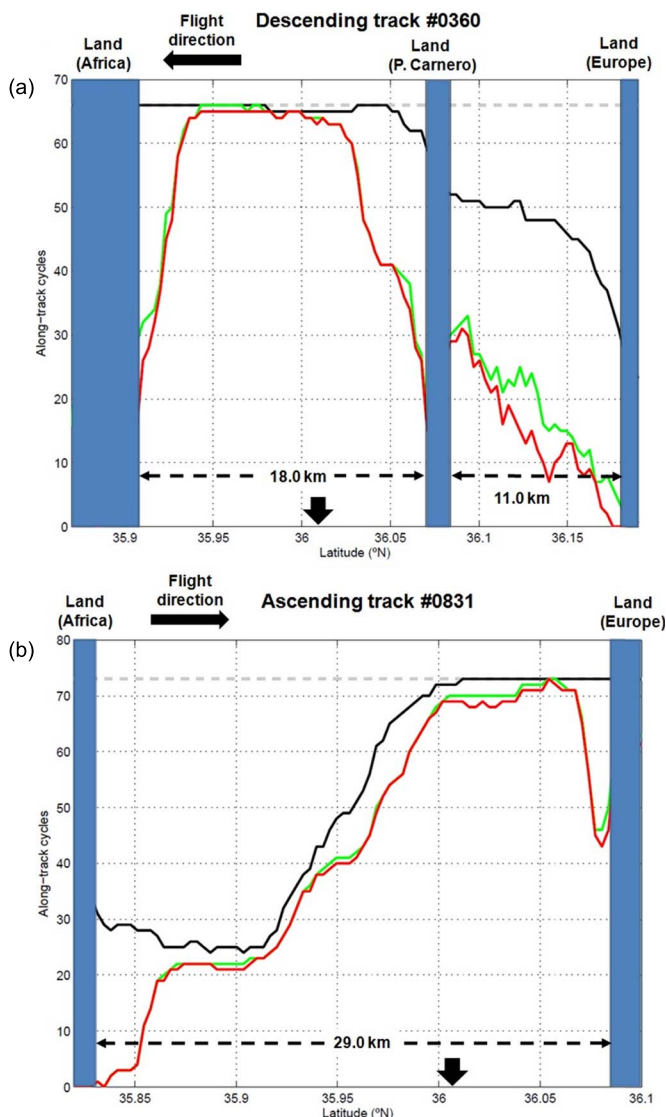 Descending track #0360
Flight
direction
Land
(Africa)
Land
(P. Carnero)
Land
(Europe)
(a)
70
60
50
40
30
20
10
0
Along-track cycles
18.0 km
11.0 km
35.9
35.95
36
36.05
36.1
36.15
Latitude (ºN)
Flight
direction
Ascending track #0831
Land
(Africa)
Land
(Europe)
(b)
80
70
60
50
40
30
20
10
0
Along-track cycles
29.0 km
35.85
35.9
35.95
36
36.05
36.1
Latitude (ºN)